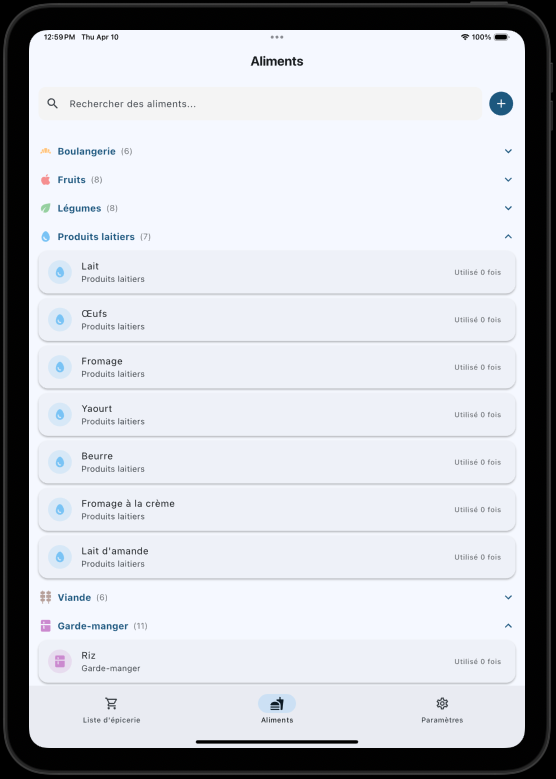 12:59 PM Thu Apr 10
100%
Aliments
Rechercher des aliments...
Boulangerie (6)
Fruits (8)
Légumes (8)
Produits laitiers (7)
Lait
Produits laitiers
Utilisé 0 fois
Œufs
Produits laitiers
Utilisé 0 fois
Fromage
Produits laitiers
Utilisé 0 fois
Yaourt
Produits laitiers
Utilisé 0 fois
Beurre
Produits laitiers
Utilisé 0 fois
Fromage à la crème
Produits laitiers
Utilisé 0 fois
Lait d'amande
Produits laitiers
Utilisé 0 fois
Viande (6)
Garde-manger (11)
Riz
Garde-manger
Utilisé 0 fois
Liste d'épicerie
Aliments
Paramètres